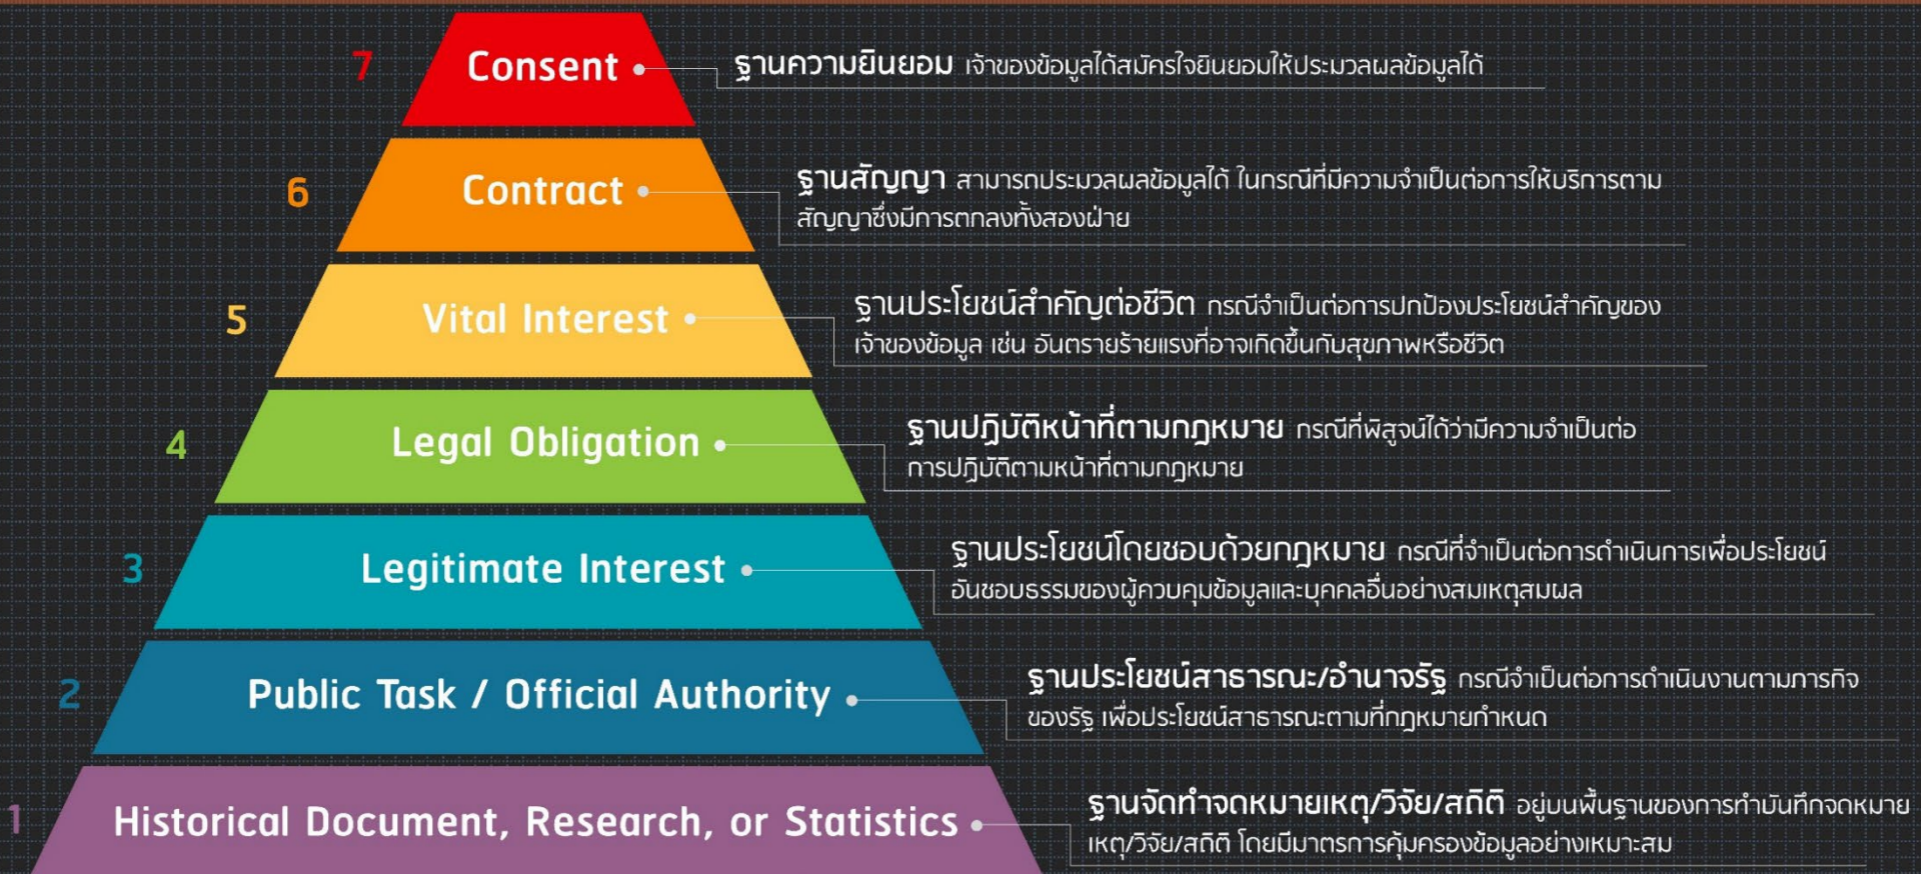 7
Consent
ฐานความยินยอม เจ้าของข้อมูลได้สมัครใจยินยอมให้ประมวลผลข้อมูลได้
6
Contract
ฐานสัญญา สามารถประมวลผลข้อมูลได้ ในกรณีที่มีความจำเป็นต่อการให้บริการตาม
สัญญาซึ่งมีการตกลงทั้งสองฝ่าย
5
Vital Interest
ฐานประโยชน์สำคัญต่อชีวิต กรณีจำเป็นต่อการปกป้องประโยชน์สำคัญของ
เจ้าของข้อมูล เช่น อันตรายร้ายแรงที่อาจเกิดขึ้นกับสุขภาพหรือชีวิต
4
Legal Obligation
ฐานปฏิบัติหน้าที่ตามกฎหมาย กรณีที่พิสูจน์ได้ว่ามีความจำเป็นต่อ
การปฏิบัติตามหน้าที่ตามกฎหมาย
3
Legitimate Interest
ฐานประโยชน์โดยชอบด้วยกฎหมาย กรณีที่จำเป็นต่อการดำเนินการเพื่อประโยชน์
อันชอบธรรมของผู้ควบคุมข้อมูลและบุคคลอื่นอย่างสมเหตุสมผล
2
Public Task / Official Authority
ฐานประโยชน์สาธารณะ/อำนาจรัฐ กรณีจำเป็นต่อการดำเนินงานตามภารกิจ
ของรัฐ เพื่อประโยชน์สาธารณะตามที่กฎหมายกำหนด
1
Historical Document, Research, or Statistics
ฐานจัดทำจดหมายเหตุ/วิจัย/สถิติ อยู่บนพื้นฐานของการทำบันทึกจดหมาย
เหตุ/วิจัย/สถิติ โดยมีมาตรการคุ้มครองข้อมูลอย่างเหมาะสม